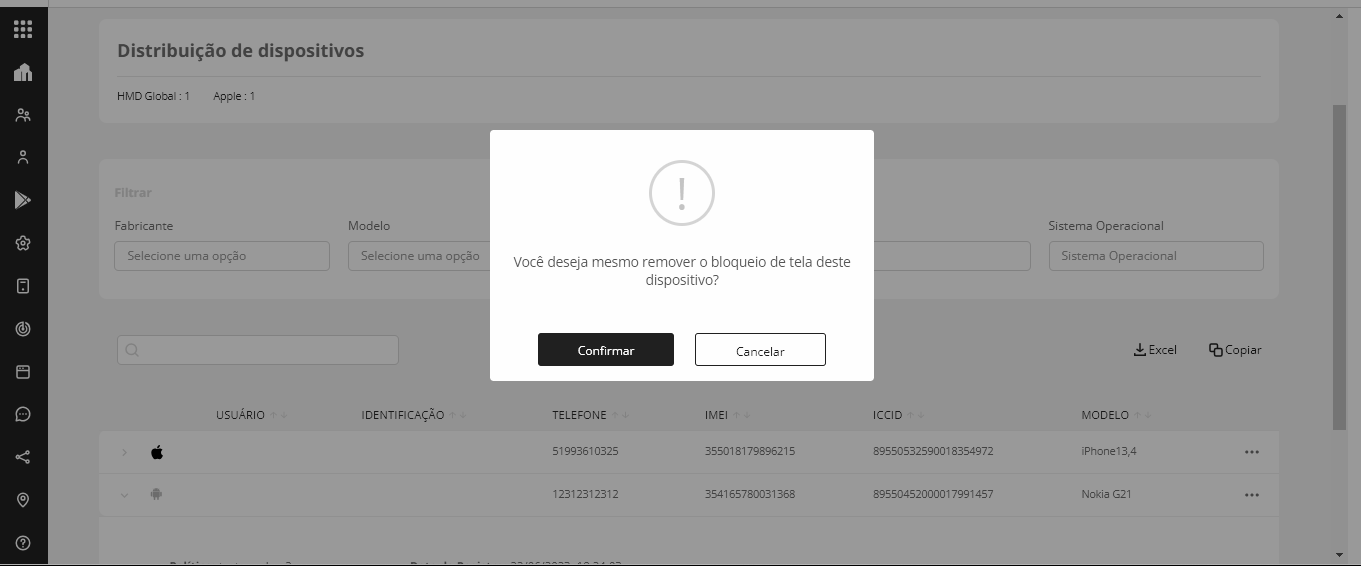 Distribuição de dispositivos
HMD Global : 1 Apple : 1
Filtrar
Fabricante Modelo Sistema Operacional
Selecione uma opção Selecione uma opção Sistema Operacional
!
Você deseja mesmo remover o bloqueio de tela deste
dispositivo?
Confirmar Cancelar
Excel Copiar
USUÁRIO IDENTIFICAÇÃO TELEFONE IMEI ICCID MODELO
51993610325 355018179896215 89550532590018354972 iPhone13,4
12312312312 354165780031368 89550452000017991457 Nokia G21